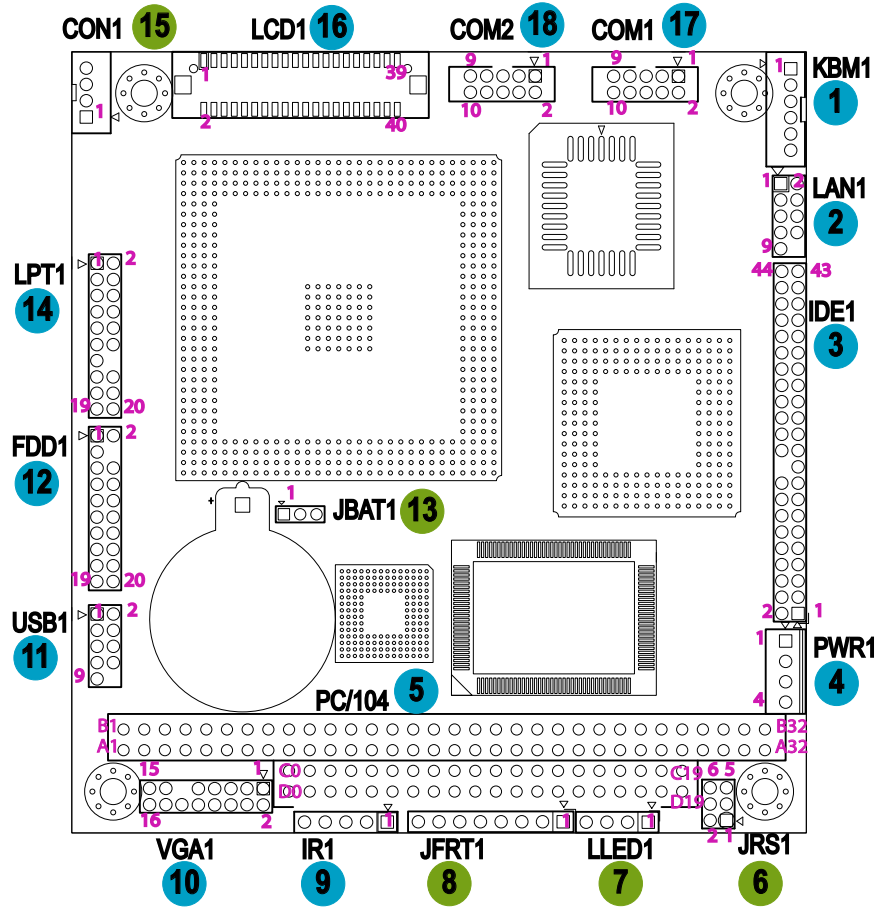 CON1 15
LCD1 16
COM2 18
COM1 17
1 39
2 40
9 1
10 2
9 1
10 2
1
1
KBM1
1
1 2
LAN1
2
9
44 43
IDE1
3
LPT1
14
1 2
19 20
FDD1
12
1 2
19 20
+
1
JBAT1 13
USB1
11
1 2
9
2 1
1
PWR1
4
4
PC/104 5
B1 B32
A1 A32
C0 C19
D0 D19
15 1
16 2
1
1
1
6 5
2 1
VGA1
10
IR1
9
JFRT1
8
LLED1
7
JRS1
6